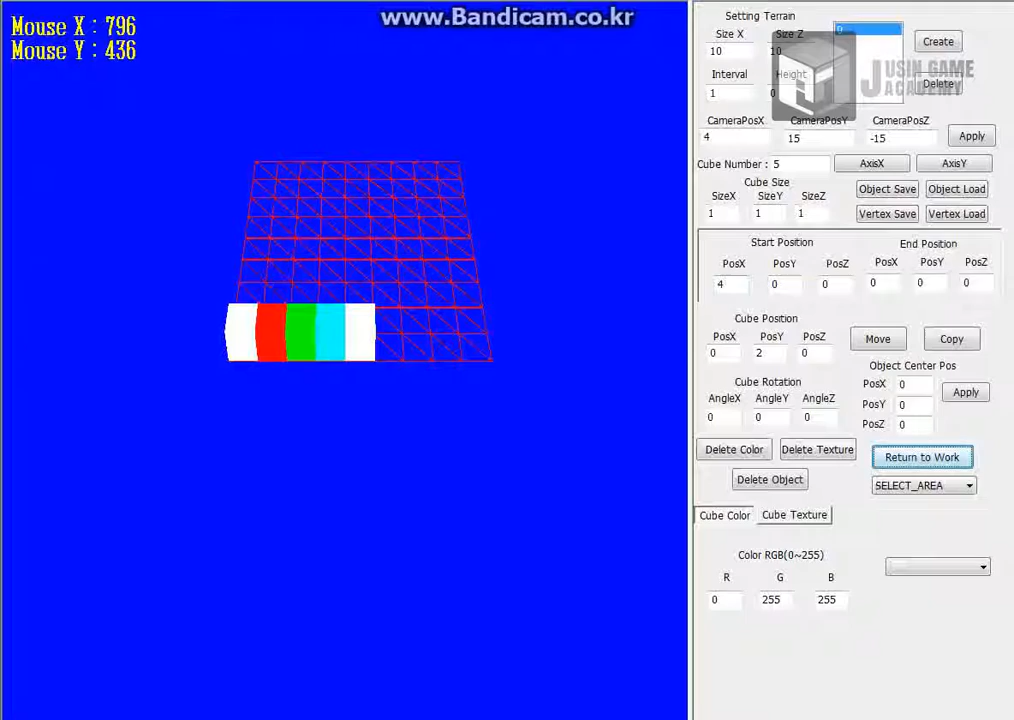 www.Bandicam.co.kr
Mouse X : 796
Mouse Y : 436
Setting Terrain
Size X
Size Z
10
10
0
Create
Interval
Height
1
0
Delete
JUSIN GAME
ACADEMY
CameraPosX
CameraPosY
CameraPosZ
4
15
-15
Apply
Cube Number : 5
AxisX
AxisY
Cube Size
SizeX
SizeY
SizeZ
1
1
1
Object Save
Object Load
Vertex Save
Vertex Load
Start Position
PosX
PosY
PosZ
4
0
0
End Position
PosX
PosY
PosZ
0
0
0
Cube Position
PosX
PosY
PosZ
0
2
0
Move
Copy
Object Center Pos
PosX 0
PosY 0
PosZ 0
Apply
Cube Rotation
AngleX
AngleY
AngleZ
0
0
0
Delete Color
Delete Texture
Return to Work
Delete Object
SELECT_AREA
Cube Color
Cube Texture
Color RGB(0~255)
R
G
B
0
255
255